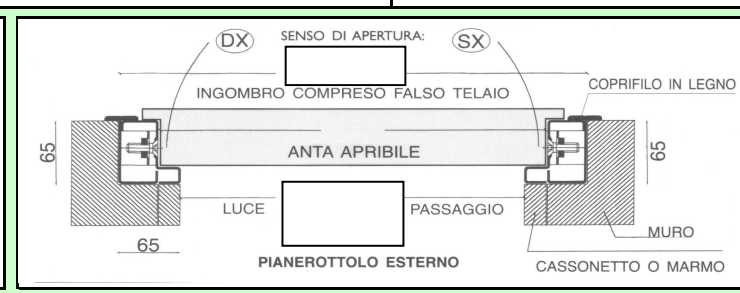 DX
SENSO DI APERTURA:
SX
INGOMBRO COMPRESO FALSO TELAIO
COPRIFILO IN LEGNO
65
ANTA APRIBILE
65
LUCE
PASSAGGIO
65
MURO
PIANEROTTOLO ESTERNO
CASSONETTO O MARMO